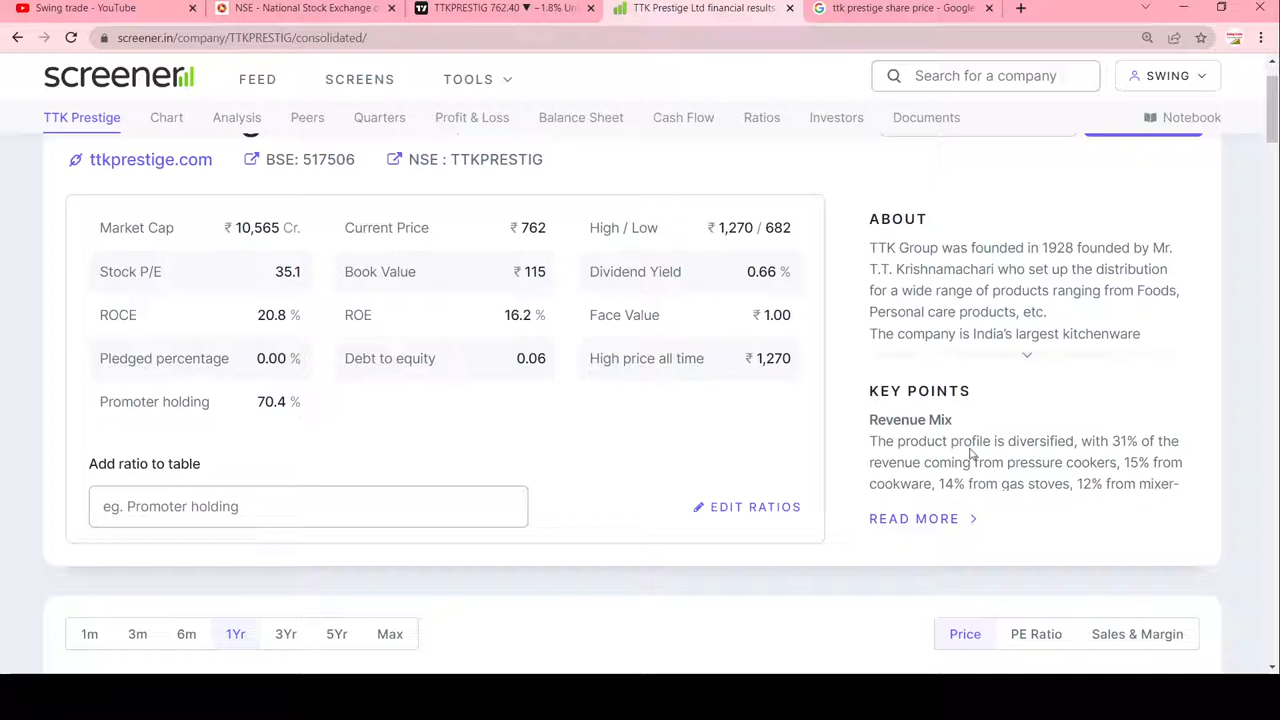 Swing trade - YouTube
NSE - National Stock Exchange o
TTKPRESTIG 762.40 ▼ −1.8% Un
TTK Prestige Ltd financial results
ttk prestige share price - Google
screener.in/company/TTKPRESTIG/consolidated/
screener
FEED
SCREENS
TOOLS
Search for a company
SWING
TTK Prestige
Chart
Analysis
Peers
Quarters
Profit & Loss
Balance Sheet
Cash Flow
Ratios
Investors
Documents
Notebook
ttkprestige.com
BSE: 517506
NSE : TTKPRESTIG
Market Cap ₹ 10,565 Cr.
Current Price ₹ 762
High / Low ₹ 1,270 / 682
Stock P/E 35.1
Book Value ₹ 115
Dividend Yield 0.66 %
ROCE 20.8 %
ROE 16.2 %
Face Value ₹ 1.00
Pledged percentage 0.00 %
Debt to equity 0.06
High price all time ₹ 1,270
Promoter holding 70.4 %
Add ratio to table
eg. Promoter holding
EDIT RATIOS
ABOUT
TTK Group was founded in 1928 founded by Mr.
T.T. Krishnamachari who set up the distribution
for a wide range of products ranging from Foods,
Personal care products, etc.
The company is India's largest kitchenware
KEY POINTS
Revenue Mix
The product profile is diversified, with 31% of the
revenue coming from pressure cookers, 15% from
cookware, 14% from gas stoves, 12% from mixer-
READ MORE
1m
3m
6m
1Yr
3Yr
5Yr
Max
Price
PE Ratio
Sales & Margin